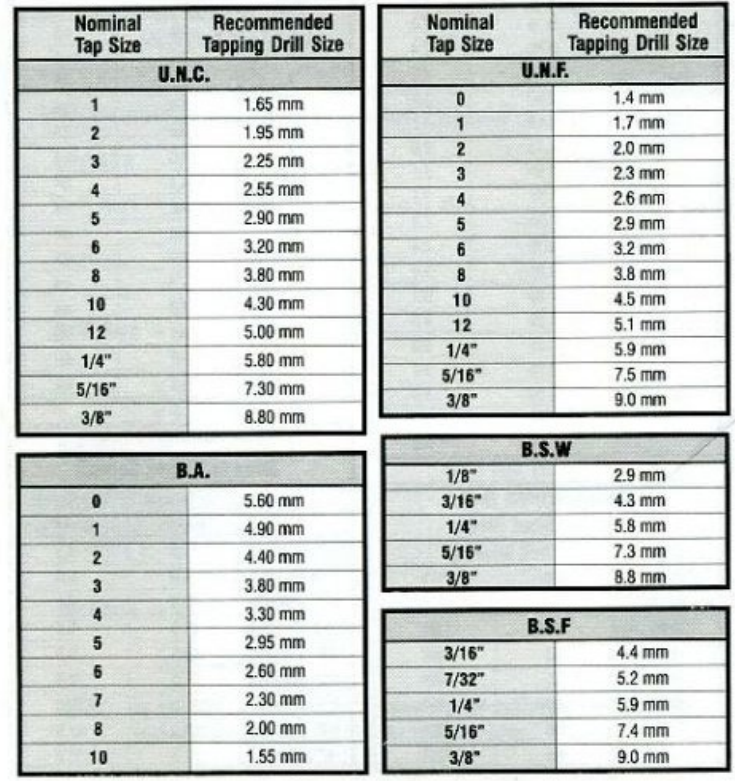 Nominal Tap Size Recommended Tapping Drill Size
U.N.C.
1 1.65 mm
2 1.95 mm
3 2.25 mm
4 2.55 mm
5 2.90 mm
6 3.20 mm
8 3.80 mm
10 4.30 mm
12 5.00 mm
1/4" 5.80 mm
5/16" 7.30 mm
3/8" 8.80 mm
B.A.
0 5.60 mm
1 4.90 mm
2 4.40 mm
3 3.80 mm
4 3.30 mm
5 2.95 mm
6 2.60 mm
7 2.30 mm
8 2.00 mm
10 1.55 mm
Nominal Tap Size Recommended Tapping Drill Size
U.N.F.
0 1.4 mm
1 1.7 mm
2 2.0 mm
3 2.3 mm
4 2.6 mm
5 2.9 mm
6 3.2 mm
8 3.8 mm
10 4.5 mm
12 5.1 mm
1/4" 5.9 mm
5/16" 7.5 mm
3/8" 9.0 mm
B.S.W
1/8" 2.9 mm
3/16" 4.3 mm
1/4" 5.8 mm
5/16" 7.3 mm
3/8" 8.8 mm
B.S.F
3/16" 4.4 mm
7/32" 5.2 mm
1/4" 5.9 mm
5/16" 7.4 mm
3/8" 9.0 mm